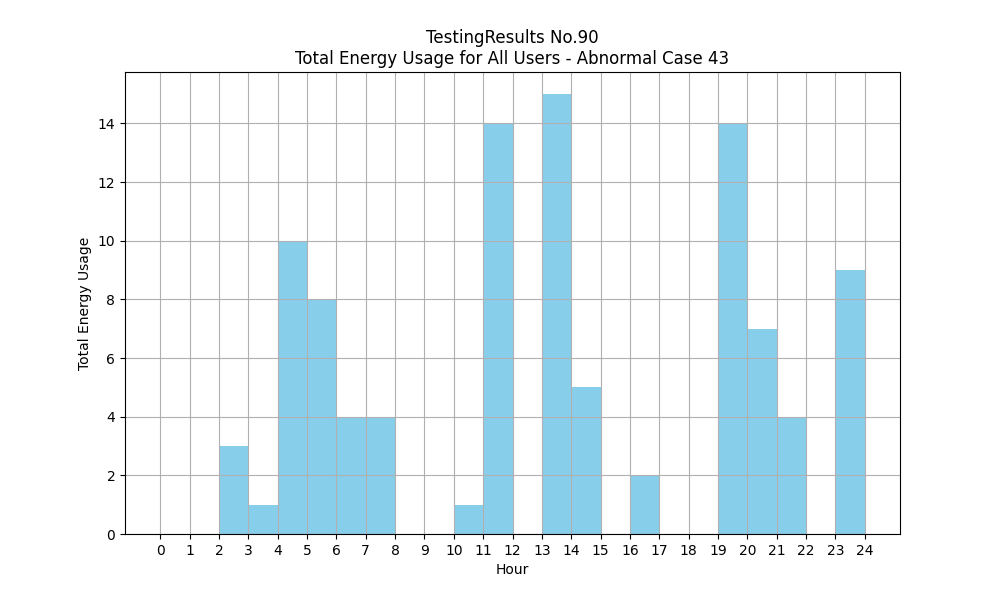 TestingResults No.90
Total Energy Usage for All Users - Abnormal Case 43
Total Energy Usage
14
12
10
8
6
4
2
0
0 1 2 3 4 5 6 7 8 9 10 11 12 13 14 15 16 17 18 19 20 21 22 23 24
Hour